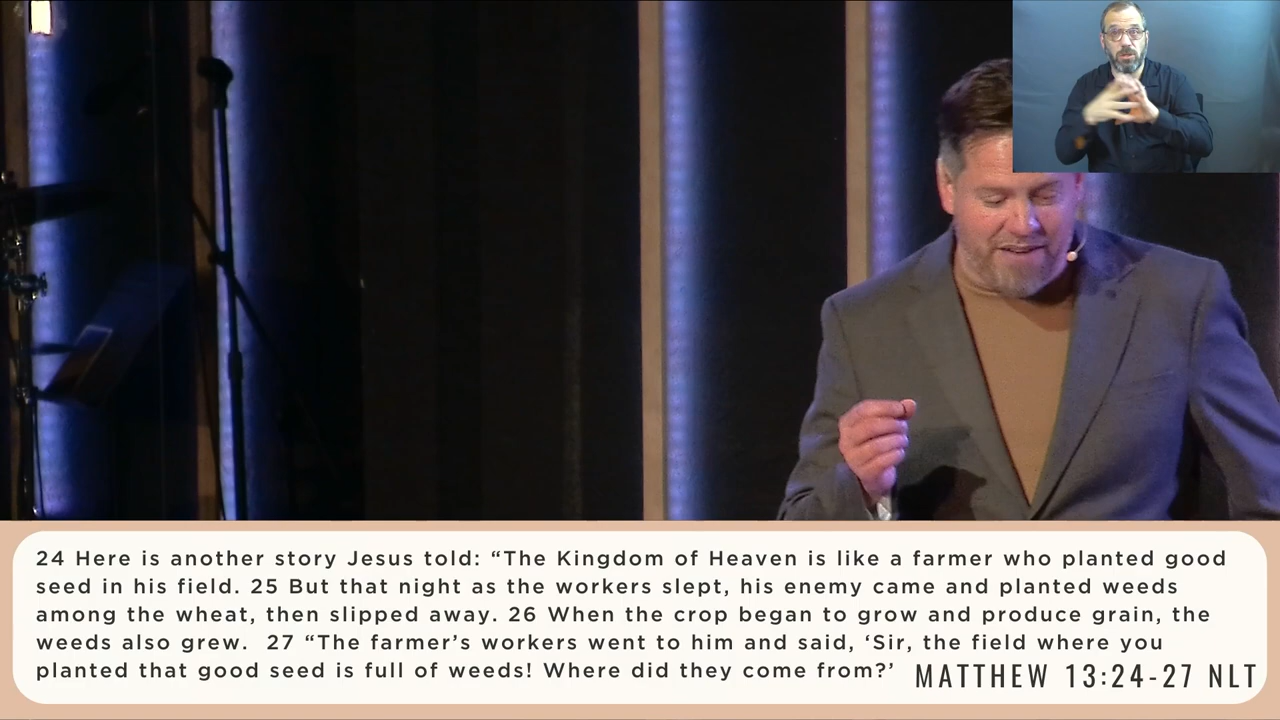 24 Here is another story Jesus told: “The Kingdom of Heaven is like a farmer who planted good
seed in his field. 25 But that night as the workers slept, his enemy came and planted weeds
among the wheat, then slipped away. 26 When the crop began to grow and produce grain, the
weeds also grew.  27 “The farmer’s workers went to him and said, ‘Sir, the field where you
planted that good seed is full of weeds! Where did they come from?’
MATTHEW 13:24-27 NLT